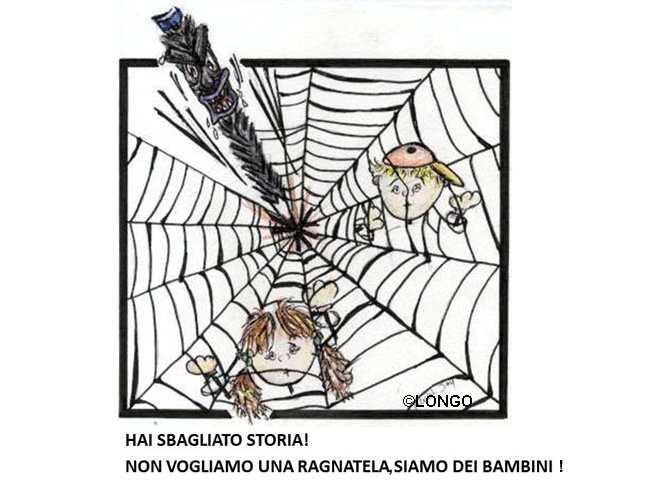 ©LONGO
HAI SBAGLIATO STORIA!
NON VOGLIAMO UNA RAGNATELA,SIAMO DEI BAMBINI !